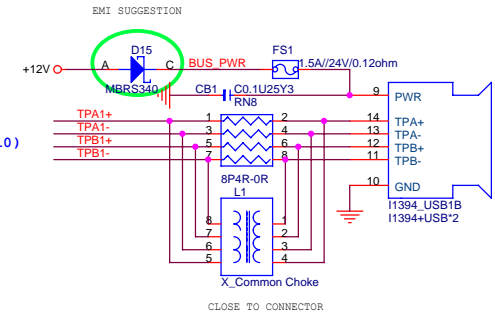 EMI SUGGESTION
D15
+12V A C BUS_PWR FS1 1.5A//24V/0.12ohm
MBRS340 CB1 C0.1U25Y3
RN8
9 PWR
TPA1+ 1 2 14 TPA+
TPA1- 3 4 13 TPA-
TPB1+ 5 6 12 TPB+
TPB1- 7 8 11 TPB-
8P4R-0R
10 GND
L1
I1394_USB1B
I1394+USB*2
8 1
7 2
6 3
5 4
X_Common Choke
CLOSE TO CONNECTOR